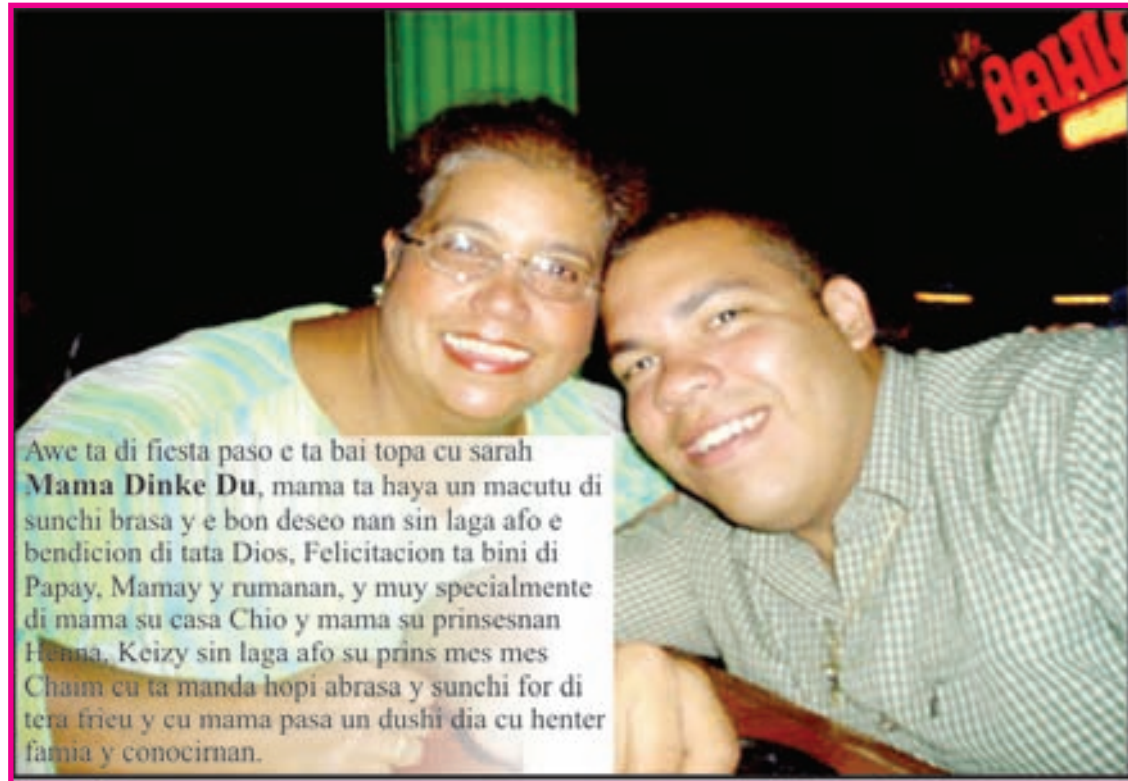 BAHIA
Awe ta di fiesta paso e ta bai topa cu sarah
Mama Dinke Du, mama ta haya un macutu di
sunchi brasa y e bon deseo nan sin laga afo e
bendicion di tata Dios, Felicitacion ta bini di
Papay, Mamay y rumanan, y muy specialmente
di mama su casa Chio y mama su prinsesnan
Henna, Keizy sin laga afo su prins mes mes
Chaim cu ta manda hopi abrasa y sunchi for di
tera frieu y cu mama pasa un dushi dia cu henter
famia y conocirnan.